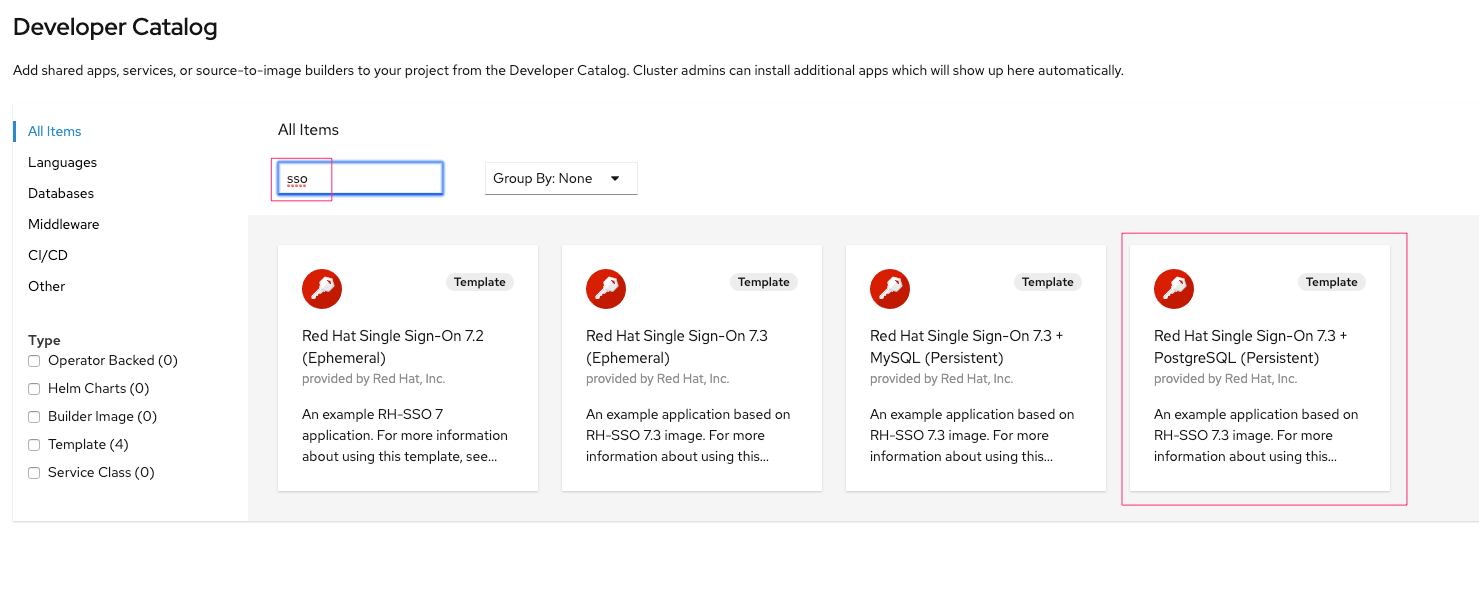 Developer Catalog
Add shared apps, services, or source-to-image builders to your project from the Developer Catalog. Cluster admins can install additional apps which will show up here automatically.
All Items
Languages
Databases
Middleware
CI/CD
Other
Type
Operator Backed (0)
Helm Charts (0)
Builder Image (0)
Template (4)
Service Class (0)
All Items
sso
Group By: None
Template
Red Hat Single Sign-On 7.2
(Ephemeral)
provided by Red Hat, Inc.
An example RH-SSO 7
application. For more information
about using this template, see...
Template
Red Hat Single Sign-On 7.3
(Ephemeral)
provided by Red Hat, Inc.
An example application based on
RH-SSO 7.3 image. For more
information about using this...
Template
Red Hat Single Sign-On 7.3 +
MySQL (Persistent)
provided by Red Hat, Inc.
An example application based on
RH-SSO 7.3 image. For more
information about using this...
Template
Red Hat Single Sign-On 7.3 +
PostgreSQL (Persistent)
provided by Red Hat, Inc.
An example application based on
RH-SSO 7.3 image. For more
information about using this...